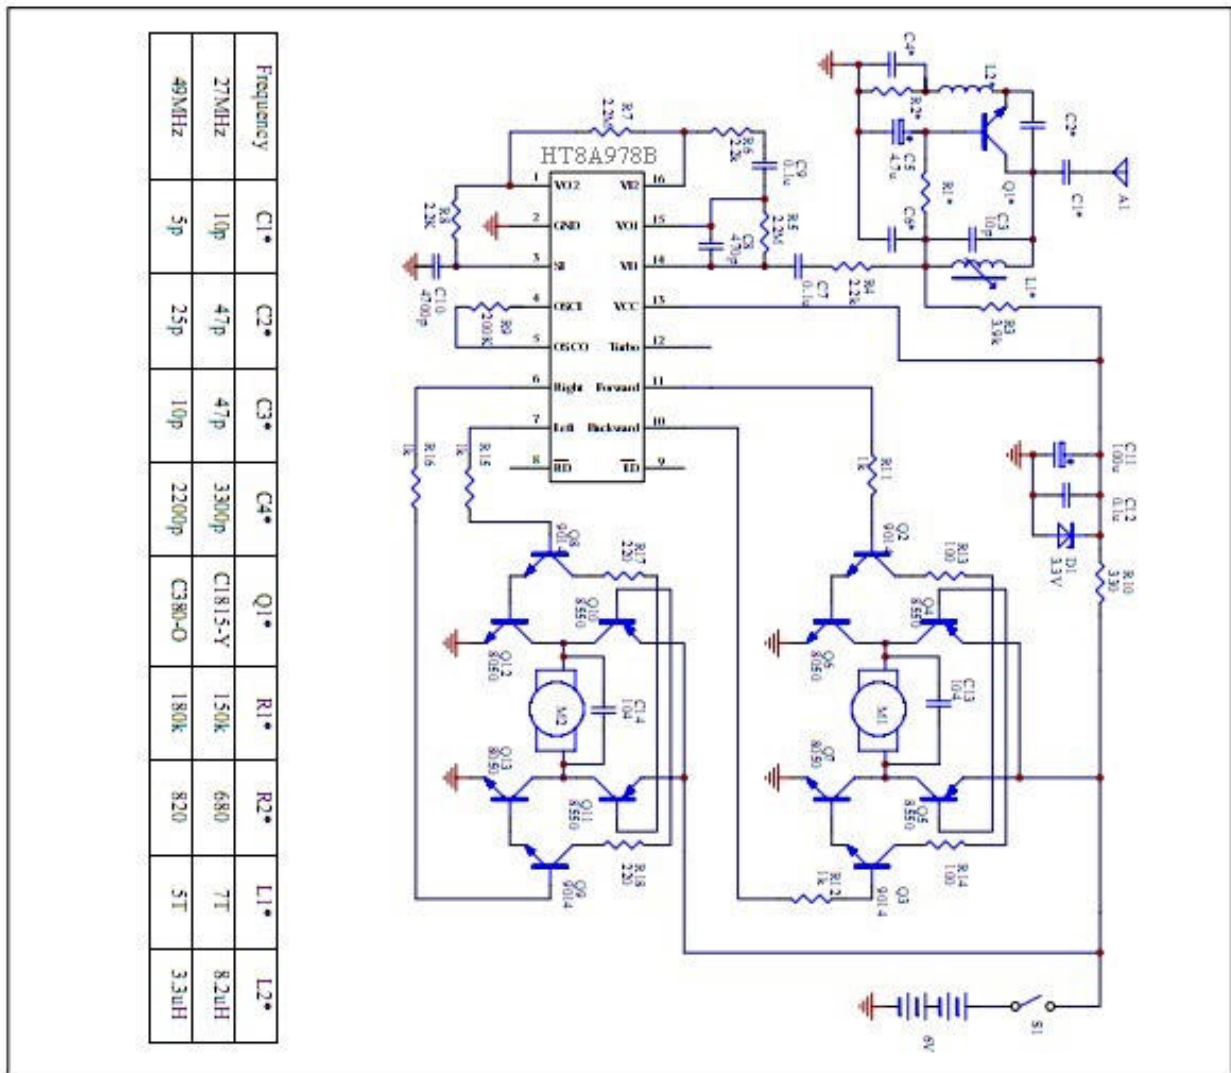 A1
C1*
C2*
Q1*
L2*
C4*
R2*
C5
4.7u
R1*
C6*
C3
10p
L1*
R3
3.9k
R4
2.2k
C7
0.1u
R5
2.2M
C8
470p
C9
0.1u
R6
2.2k
R7
2.2M
HT8A978B
1 VO2 VI2 16
2 GND VO1 15
3 SI VI1 14
4 OSCI VCC 13
5 OSCO Turbo 12
6 Right Forward 11
7 Left Backward 10
8 RD LD 9
R8
2.2K
C10
4700p
R9
200K
R16
1k
R15
1k
R11
1k
C11
100u
C12
0.1u
D1
3.3V
R10
330
Q2
9014
R13
100
Q4
8550
Q6
8050
C13
104
M1
Q7
8050
Q5
8550
R14
100
Q3
9014
R12
1k
Q8
9014
R17
220
Q10
8550
Q12
8050
C14
104
M2
Q13
8050
Q11
8550
R18
220
Q9
9014
S1
6V
Frequency C1* C2* C3* C4* Q1* R1* R2* L1* L2*
27MHz 10p 47p 47p 3300p C1815-Y 150k 680 7T 8.2uH
49MHz 5p 25p 10p 2200p C380-O 180k 820 5T 3.3uH